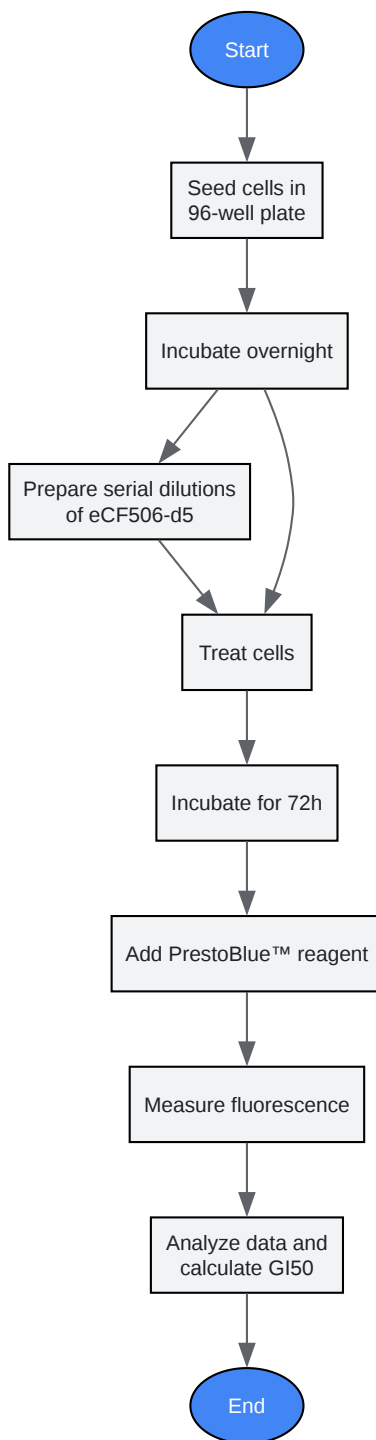 Start
Seed cells in
96-well plate
Incubate overnight
Prepare serial dilutions
of eCF506-d5
Treat cells
Incubate for 72h
Add PrestoBlue™ reagent
Measure fluorescence
Analyze data and
calculate GI50
End